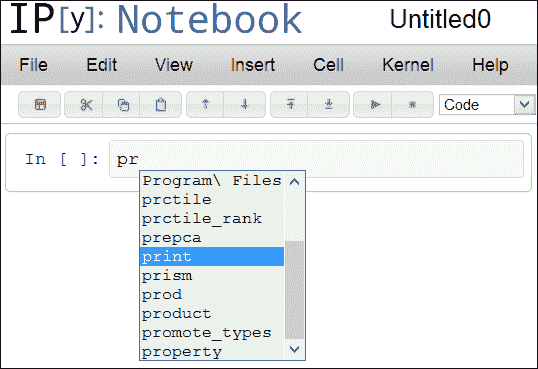 IP[y]: Notebook Untitled0
File Edit View Insert Cell Kernel Help
Code
In [ ]: pr
Program\ Files
prctile
prctile_rank
prepca
print
prism
prod
product
promote_types
property